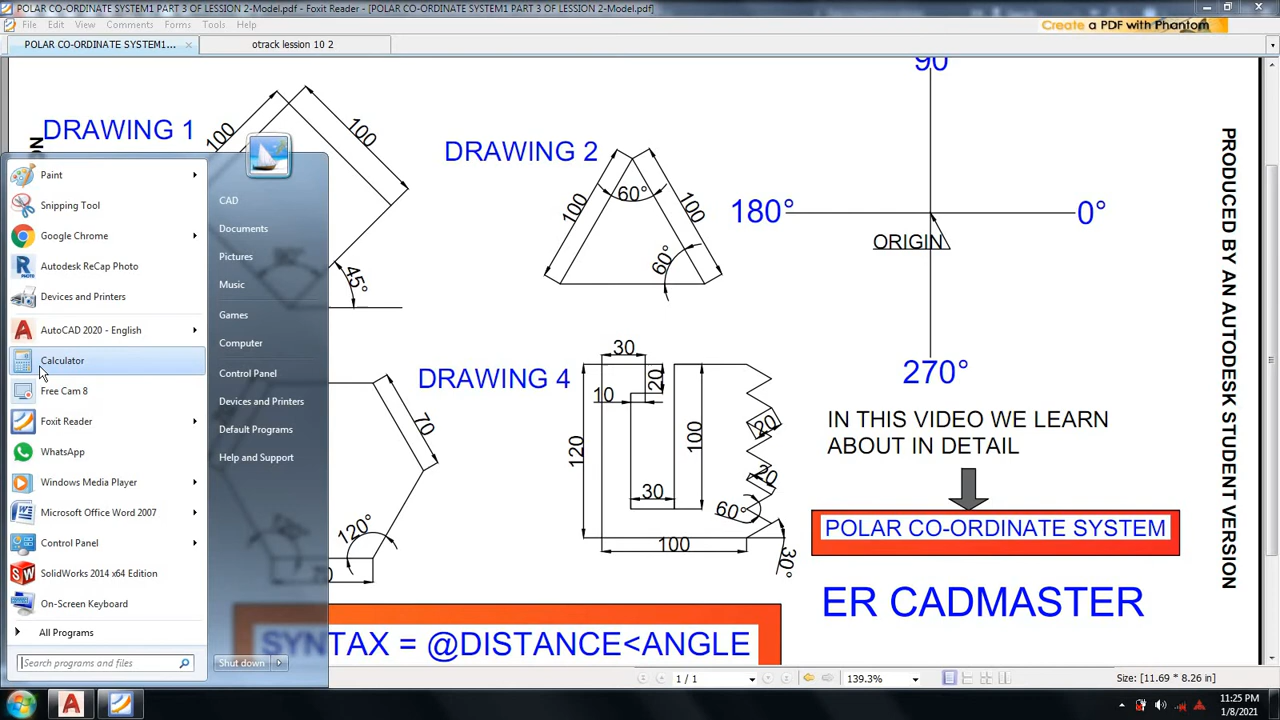 POLAR CO-ORDINATE SYSTEM1 PART 3 OF LESSION 2-Model.pdf - Foxit Reader - [POLAR CO-ORDINATE SYSTEM1 PART 3 OF LESSION 2-Model.pdf]
File Edit View Comments Forms Tools Help
Create a PDF with Phantom
POLAR CO-ORDINATE SYSTEM1...
otrack lession 10 2
DRAWING 1
100
100
45°
DRAWING 2
60°
100
100
60°
90
180°
0°
ORIGIN
270°
70
120°
DRAWING 4
30
20
10
120
100
30
100
20
20
60°
30°
IN THIS VIDEO WE LEARN
ABOUT IN DETAIL
POLAR CO-ORDINATE SYSTEM
ER CADMASTER
SYNTAX = @DISTANCE<ANGLE
PRODUCED BY AN AUTODESK STUDENT VERSION
Paint
Snipping Tool
Google Chrome
Autodesk ReCap Photo
Devices and Printers
AutoCAD 2020 - English
Calculator
Free Cam 8
Foxit Reader
WhatsApp
Windows Media Player
Microsoft Office Word 2007
Control Panel
SolidWorks 2014 x64 Edition
On-Screen Keyboard
All Programs
Search programs and files
CAD
Documents
Pictures
Music
Games
Computer
Control Panel
Devices and Printers
Default Programs
Help and Support
Shut down
1 / 1
139.3%
Size: [11.69 * 8.26 in]
11:25 PM
1/8/2021